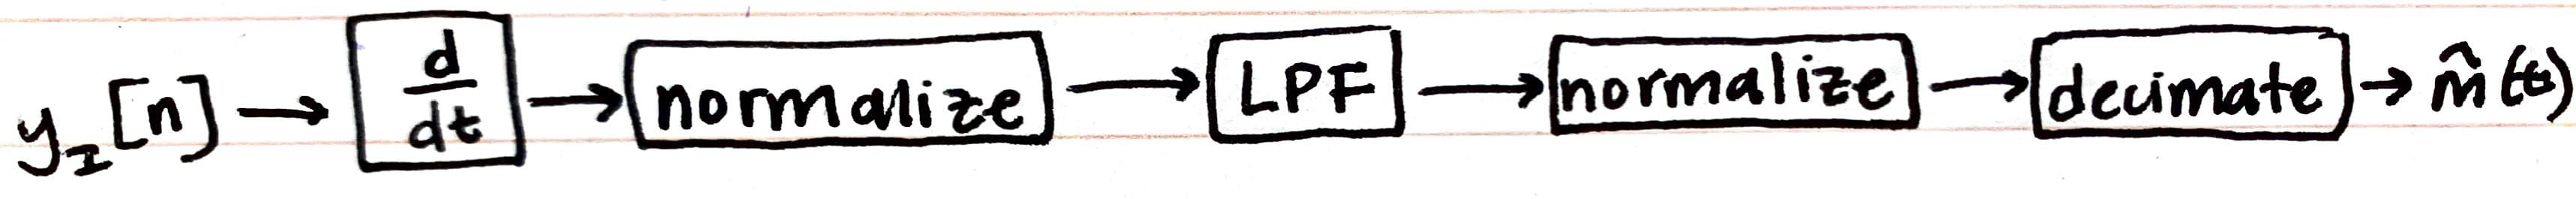 y_I[n] → d/dt → normalize → LPF → normalize → decimate → m̂(t)